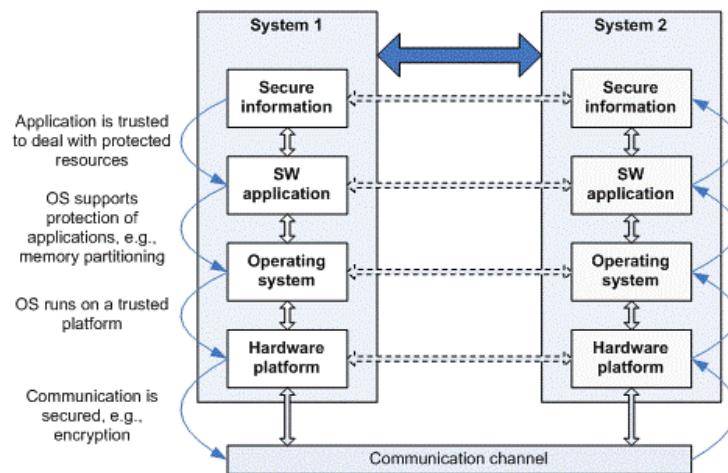 System 1
System 2
Secure
information
Secure
information
Application is trusted
to deal with protected
resources
SW
application
SW
application
OS supports
protection of
applications, e.g.,
memory partitioning
Operating
system
Operating
system
OS runs on a trusted
platform
Hardware
platform
Hardware
platform
Communication is
secured, e.g.,
encryption
Communication channel